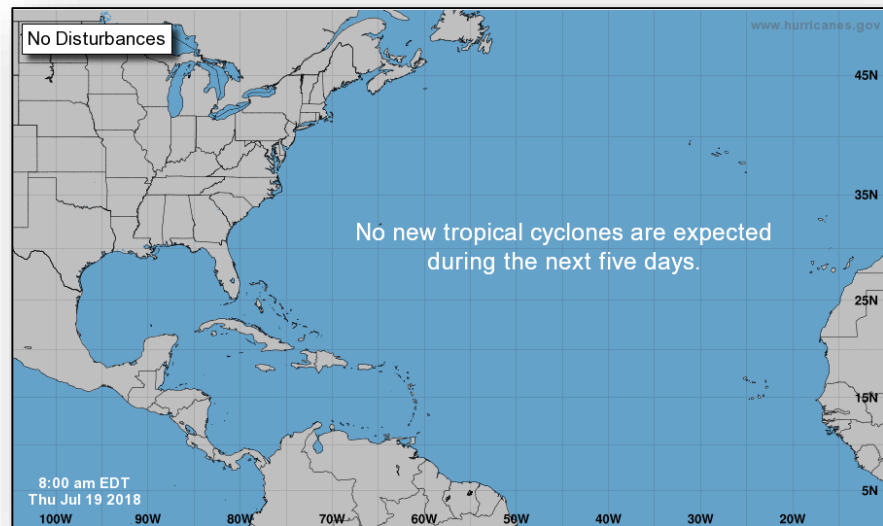 No Disturbances
www.hurricanes.gov
45N
35N
No new tropical cyclones are expected
during the next five days.
25N
15N
8:00 am EDT
Thu Jul 19 2018
5N
100W 90W 80W 70W 60W 50W 40W 30W 20W